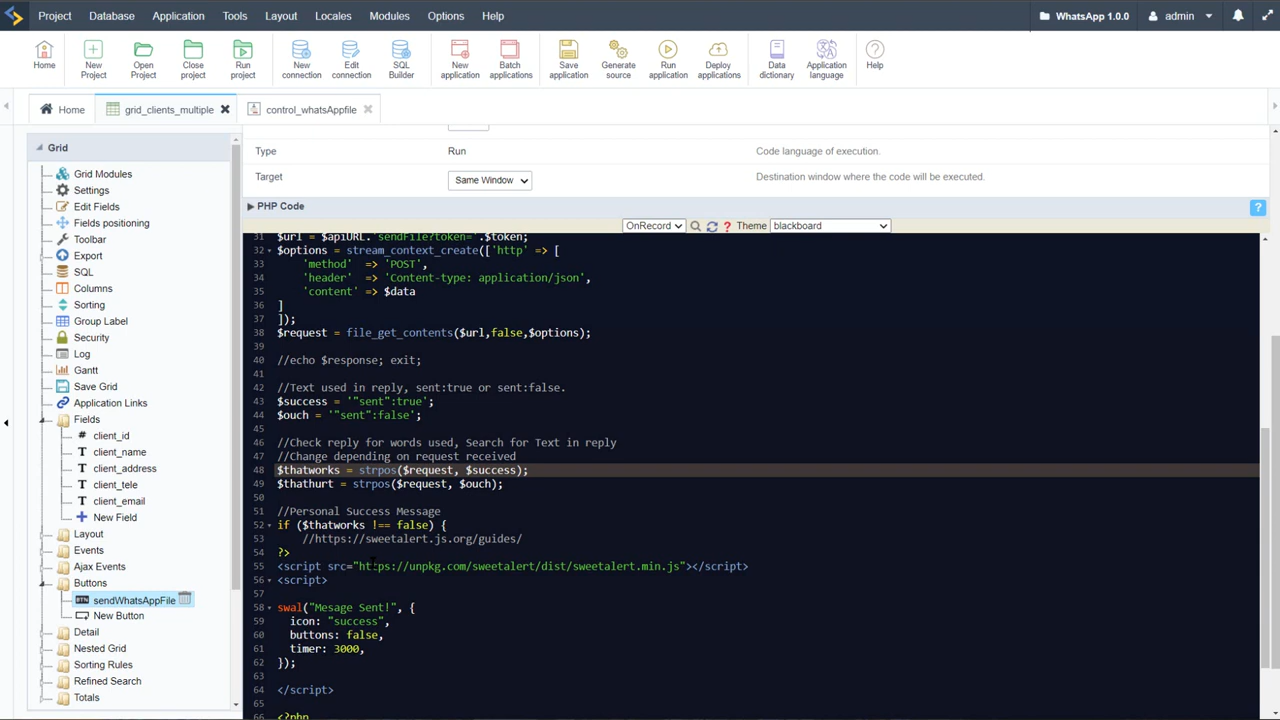 Project Database Application Tools Layout Locales Modules Options Help WhatsApp 1.0.0 admin
Home New Project Open Project Close project Run project New connection Edit connection SQL Builder New application Batch applications Save application Generate source Run application Deploy applications Data dictionary Application language Help
Home grid_clients_multiple control_whatsAppfile
Grid
Grid Modules
Settings
Edit Fields
Fields positioning
Toolbar
Export
SQL
Columns
Sorting
Group Label
Security
Log
Gantt
Save Grid
Application Links
Fields
# client_id
T client_name
T client_address
T client_tele
T client_email
New Field
Layout
Events
Ajax Events
Buttons
BTN sendWhatsAppFile
New Button
Detail
Nested Grid
Sorting Rules
Refined Search
Totals
Type Run Code language of execution.
Target Same Window Destination window where the code will be executed.
PHP Code ?
OnRecord ? Theme blackboard
31 $url = $apiURL.'sendFile?token='.$token;
32 $options = stream_context_create(['http' => [
33 'method' => 'POST',
34 'header' => 'Content-type: application/json',
35 'content' => $data
36 ]
37 ]);
38 $request = file_get_contents($url,false,$options);
39
40 //echo $response; exit;
41
42 //Text used in reply, sent:true or sent:false.
43 $success = '"sent":true';
44 $ouch = '"sent":false';
45
46 //Check reply for words used, Search for Text in reply
47 //Change depending on request received
48 $thatworks = strpos($request, $success);
49 $thathurt = strpos($request, $ouch);
50
51 //Personal Success Message
52 if ($thatworks !== false) {
53 //https://sweetalert.js.org/guides/
54 ?>
55 <script src="https://unpkg.com/sweetalert/dist/sweetalert.min.js"></script>
56 <script>
57
58 swal("Mesage Sent!", {
59 icon: "success",
60 buttons: false,
61 timer: 3000,
62 });
63
64 </script>
65
66 <?php